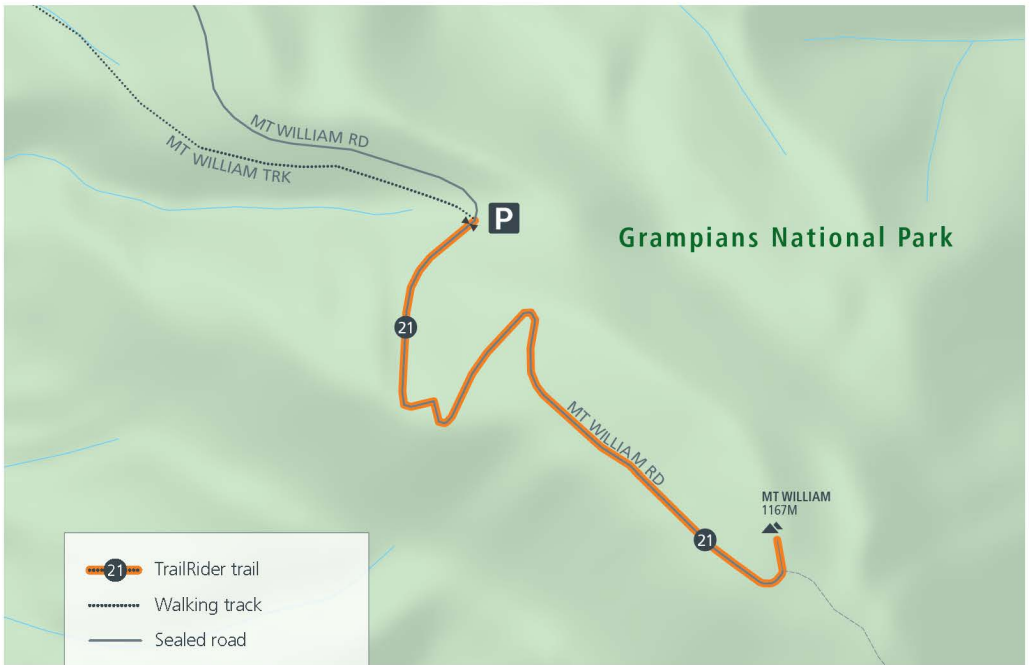 MT WILLIAM RD
MT WILLIAM TRK
P
Grampians National Park
21
MT WILLIAM RD
MT WILLIAM
1167M
21
21 TrailRider trail
Walking track
Sealed road